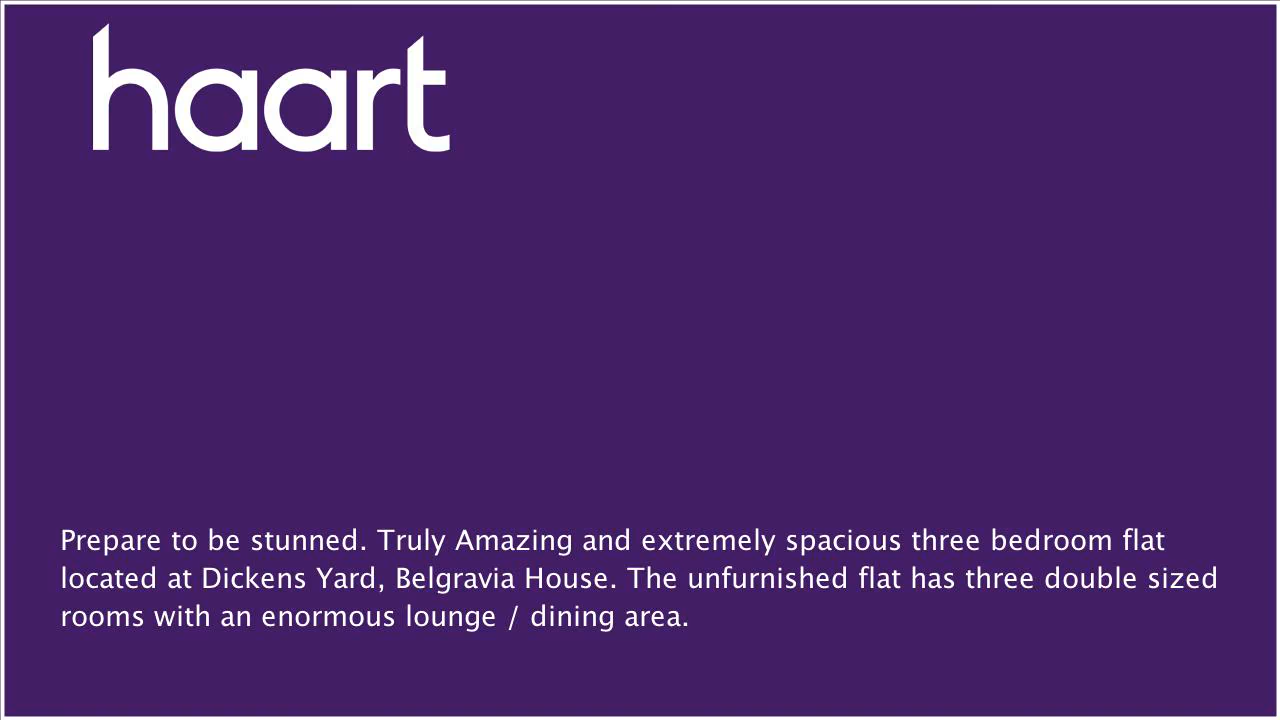 haart
Prepare to be stunned. Truly Amazing and extremely spacious three bedroom flat
located at Dickens Yard, Belgravia House. The unfurnished flat has three double sized
rooms with an enormous lounge / dining area.